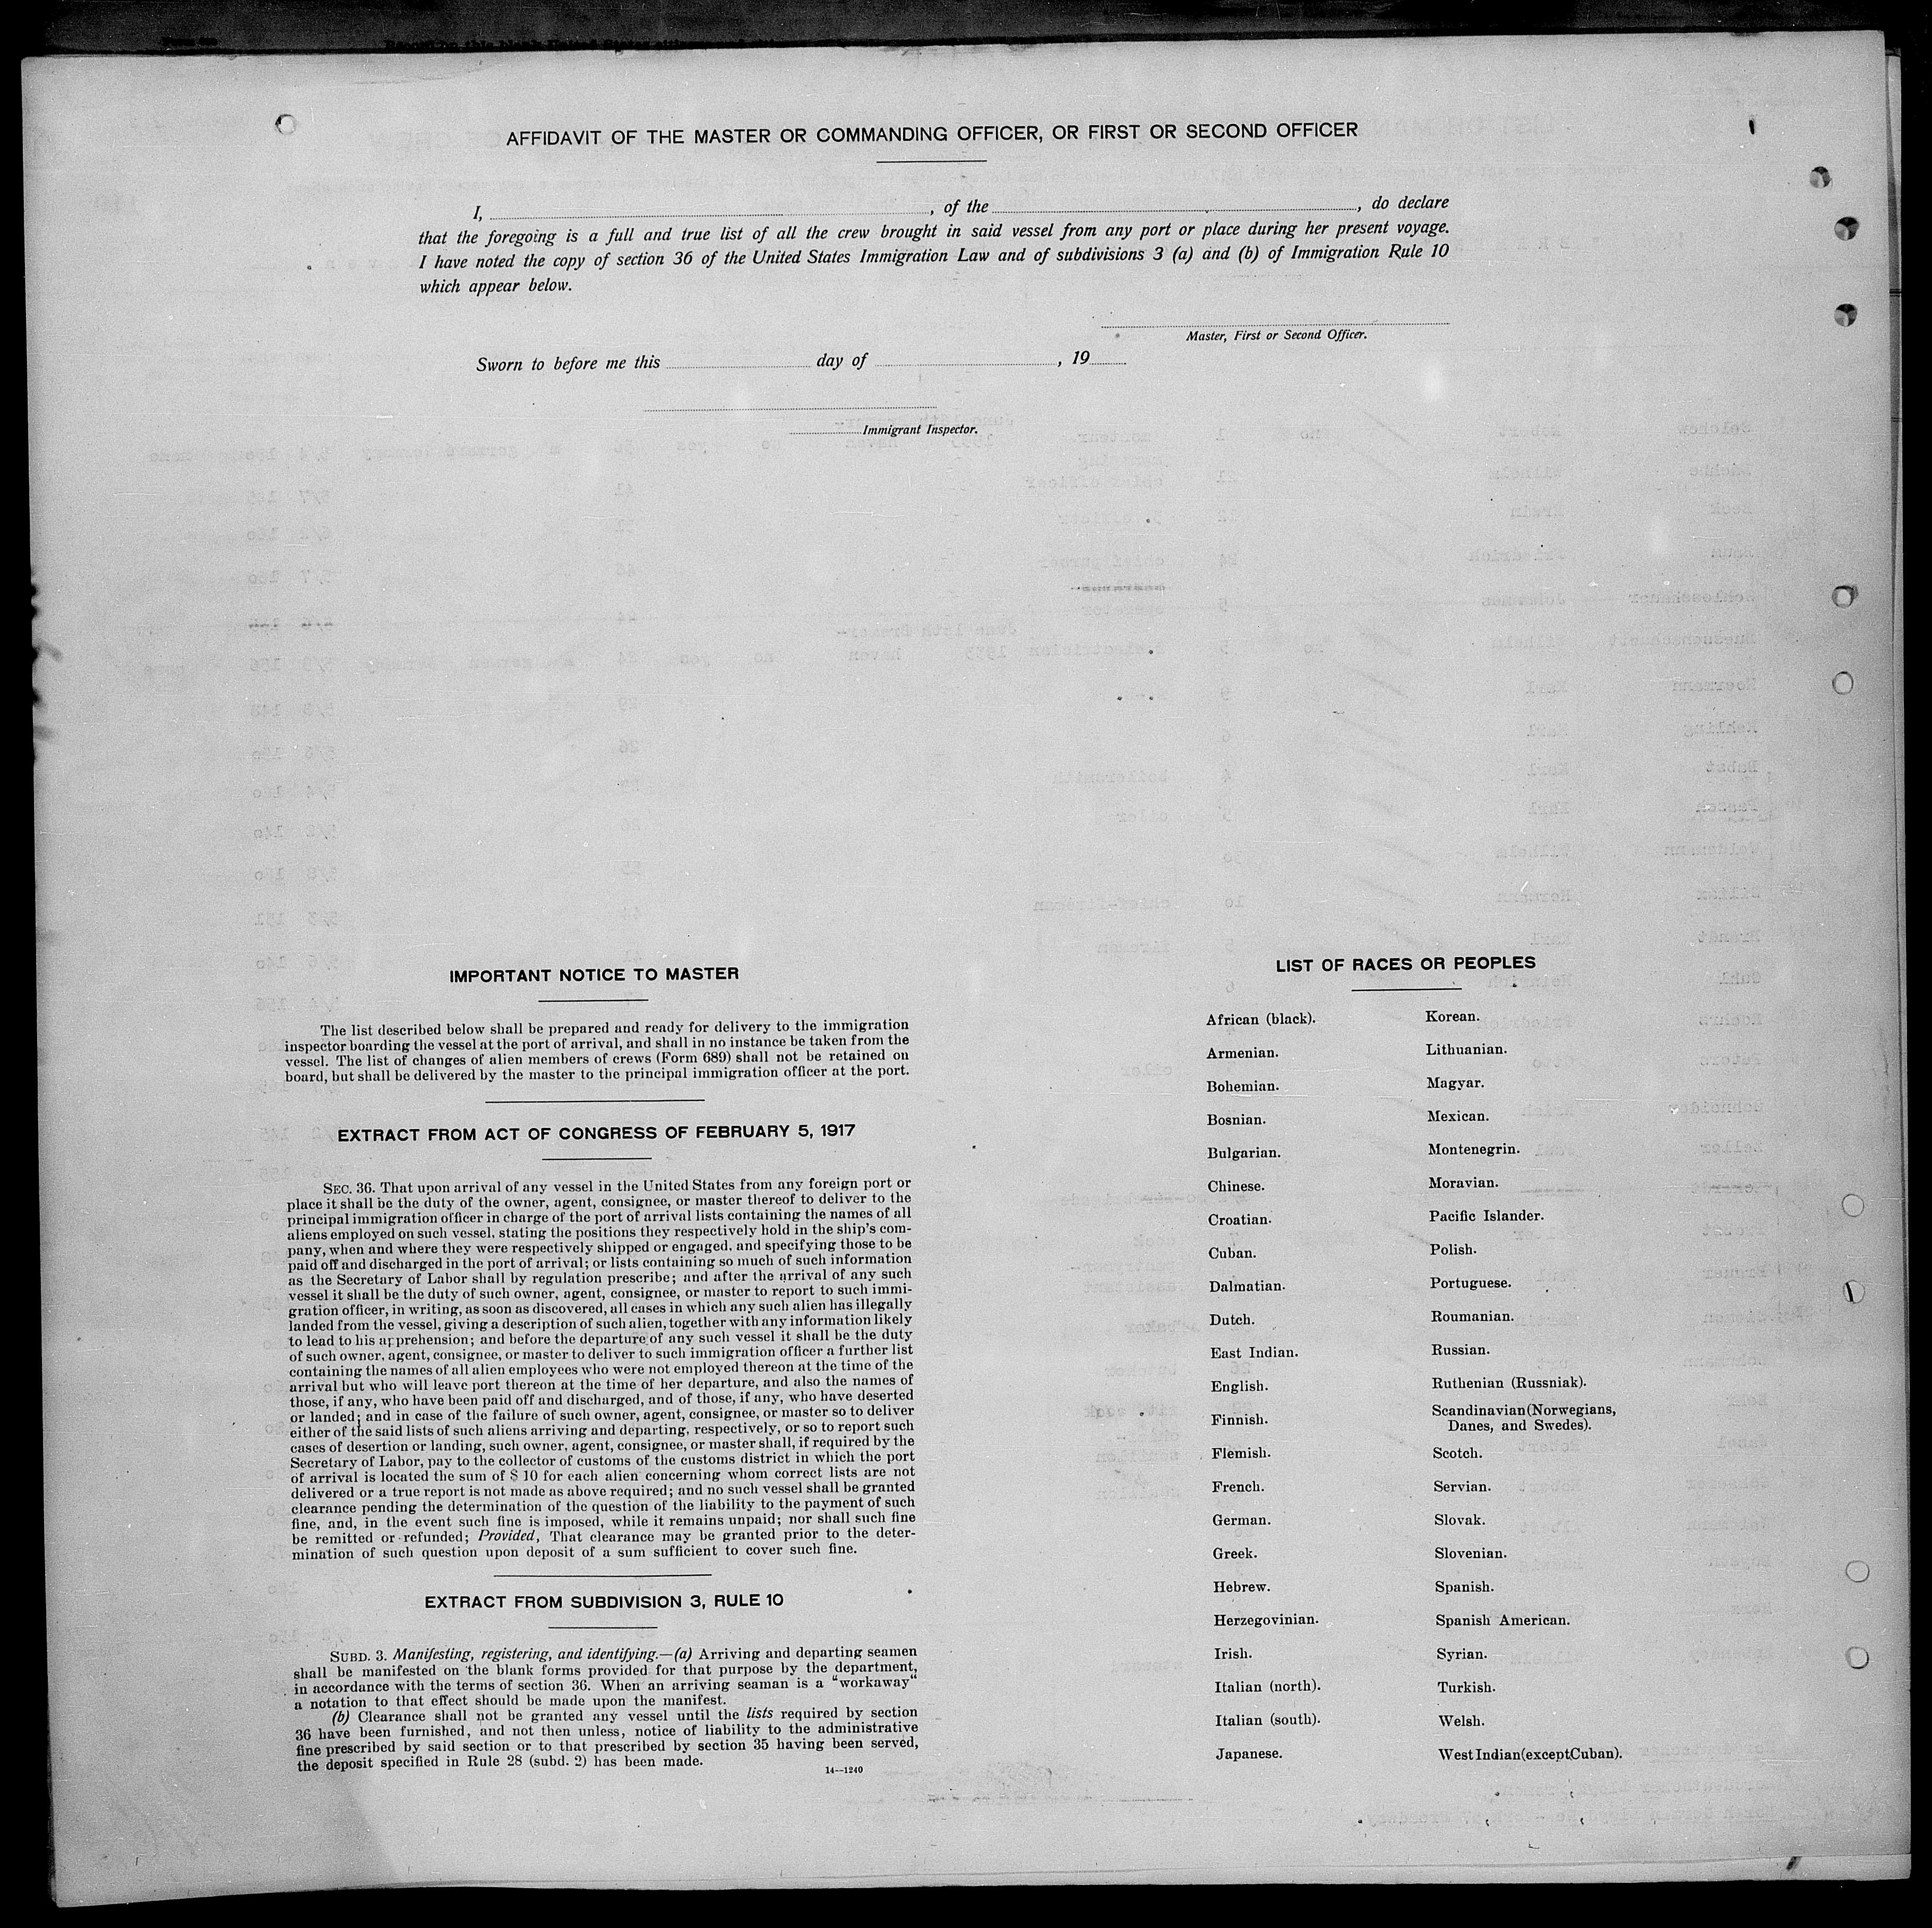 AFFIDAVIT OF THE MASTER OR COMMANDING OFFICER, OR FIRST OR SECOND OFFICER
I, , of the , do declare
that the foregoing is a full and true list of all the crew brought in said vessel from any port or place during her present voyage.
I have noted the copy of section 36 of the United States Immigration Law and of subdivisions 3 (a) and (b) of Immigration Rule 10
which appear below.
Master, First or Second Officer.
Sworn to before me this day of , 19
Immigrant Inspector.
IMPORTANT NOTICE TO MASTER
The list described below shall be prepared and ready for delivery to the immigration
inspector boarding the vessel at the port of arrival, and shall in no instance be taken from the
vessel. The list of changes of alien members of crews (Form 689) shall not be retained on
board, but shall be delivered by the master to the principal immigration officer at the port.
EXTRACT FROM ACT OF CONGRESS OF FEBRUARY 5, 1917
SEC. 36. That upon arrival of any vessel in the United States from any foreign port or
place it shall be the duty of the owner, agent, consignee, or master thereof to deliver to the
principal immigration officer in charge of the port of arrival lists containing the names of all
aliens employed on such vessel, stating the positions they respectively hold in the ship's com-
pany, when and where they were respectively shipped or engaged, and specifying those to be
paid off and discharged in the port of arrival; or lists containing so much of such information
as the Secretary of Labor shall by regulation prescribe; and after the arrival of any such
vessel it shall be the duty of such owner, agent, consignee, or master to report to such immi-
gration officer, in writing, as soon as discovered, all cases in which any such alien has illegally
landed from the vessel, giving a description of such alien, together with any information likely
to lead to his apprehension; and before the departure of any such vessel it shall be the duty
of such owner, agent, consignee, or master to deliver to such immigration officer a further list
containing the names of all alien employees who were not employed thereon at the time of the
arrival but who will leave port thereon at the time of her departure, and also the names of
those, if any, who have been paid off and discharged, and of those, if any, who have deserted
or landed; and in case of the failure of such owner, agent, consignee, or master so to deliver
either of the said lists of such aliens arriving and departing, respectively, or so to report such
cases of desertion or landing, such owner, agent, consignee, or master shall, if required by the
Secretary of Labor, pay to the collector of customs of the customs district in which the port
of arrival is located the sum of $ 10 for each alien concerning whom correct lists are not
delivered or a true report is not made as above required; and no such vessel shall be granted
clearance pending the determination of the question of the liability to the payment of such
fine, and, in the event such fine is imposed, while it remains unpaid; nor shall such fine
be remitted or refunded; Provided, That clearance may be granted prior to the deter-
mination of such question upon deposit of a sum sufficient to cover such fine.
EXTRACT FROM SUBDIVISION 3, RULE 10
SUBD. 3. Manifesting, registering, and identifying.—(a) Arriving and departing seamen
shall be manifested on the blank forms provided for that purpose by the department,
in accordance with the terms of section 36. When an arriving seaman is a "workaway"
a notation to that effect should be made upon the manifest.
(b) Clearance shall not be granted any vessel until the lists required by section
36 have been furnished, and not then unless, notice of liability to the administrative
fine prescribed by said section or to that prescribed by section 35 having been served,
the deposit specified in Rule 28 (subd. 2) has been made.
14--1240
LIST OF RACES OR PEOPLES
African (black).
Armenian.
Bohemian.
Bosnian.
Bulgarian.
Chinese.
Croatian.
Cuban.
Dalmatian.
Dutch.
East Indian.
English.
Finnish.
Flemish.
French.
German.
Greek.
Hebrew.
Herzegovinian.
Irish.
Italian (north).
Italian (south).
Japanese.
Korean.
Lithuanian.
Magyar.
Mexican.
Montenegrin.
Moravian.
Pacific Islander.
Polish.
Portuguese.
Roumanian.
Russian.
Ruthenian (Russniak).
Scandinavian (Norwegians,
Danes, and Swedes).
Scotch.
Servian.
Slovak.
Slovenian.
Spanish.
Spanish American.
Syrian.
Turkish.
Welsh.
West Indian (except Cuban).